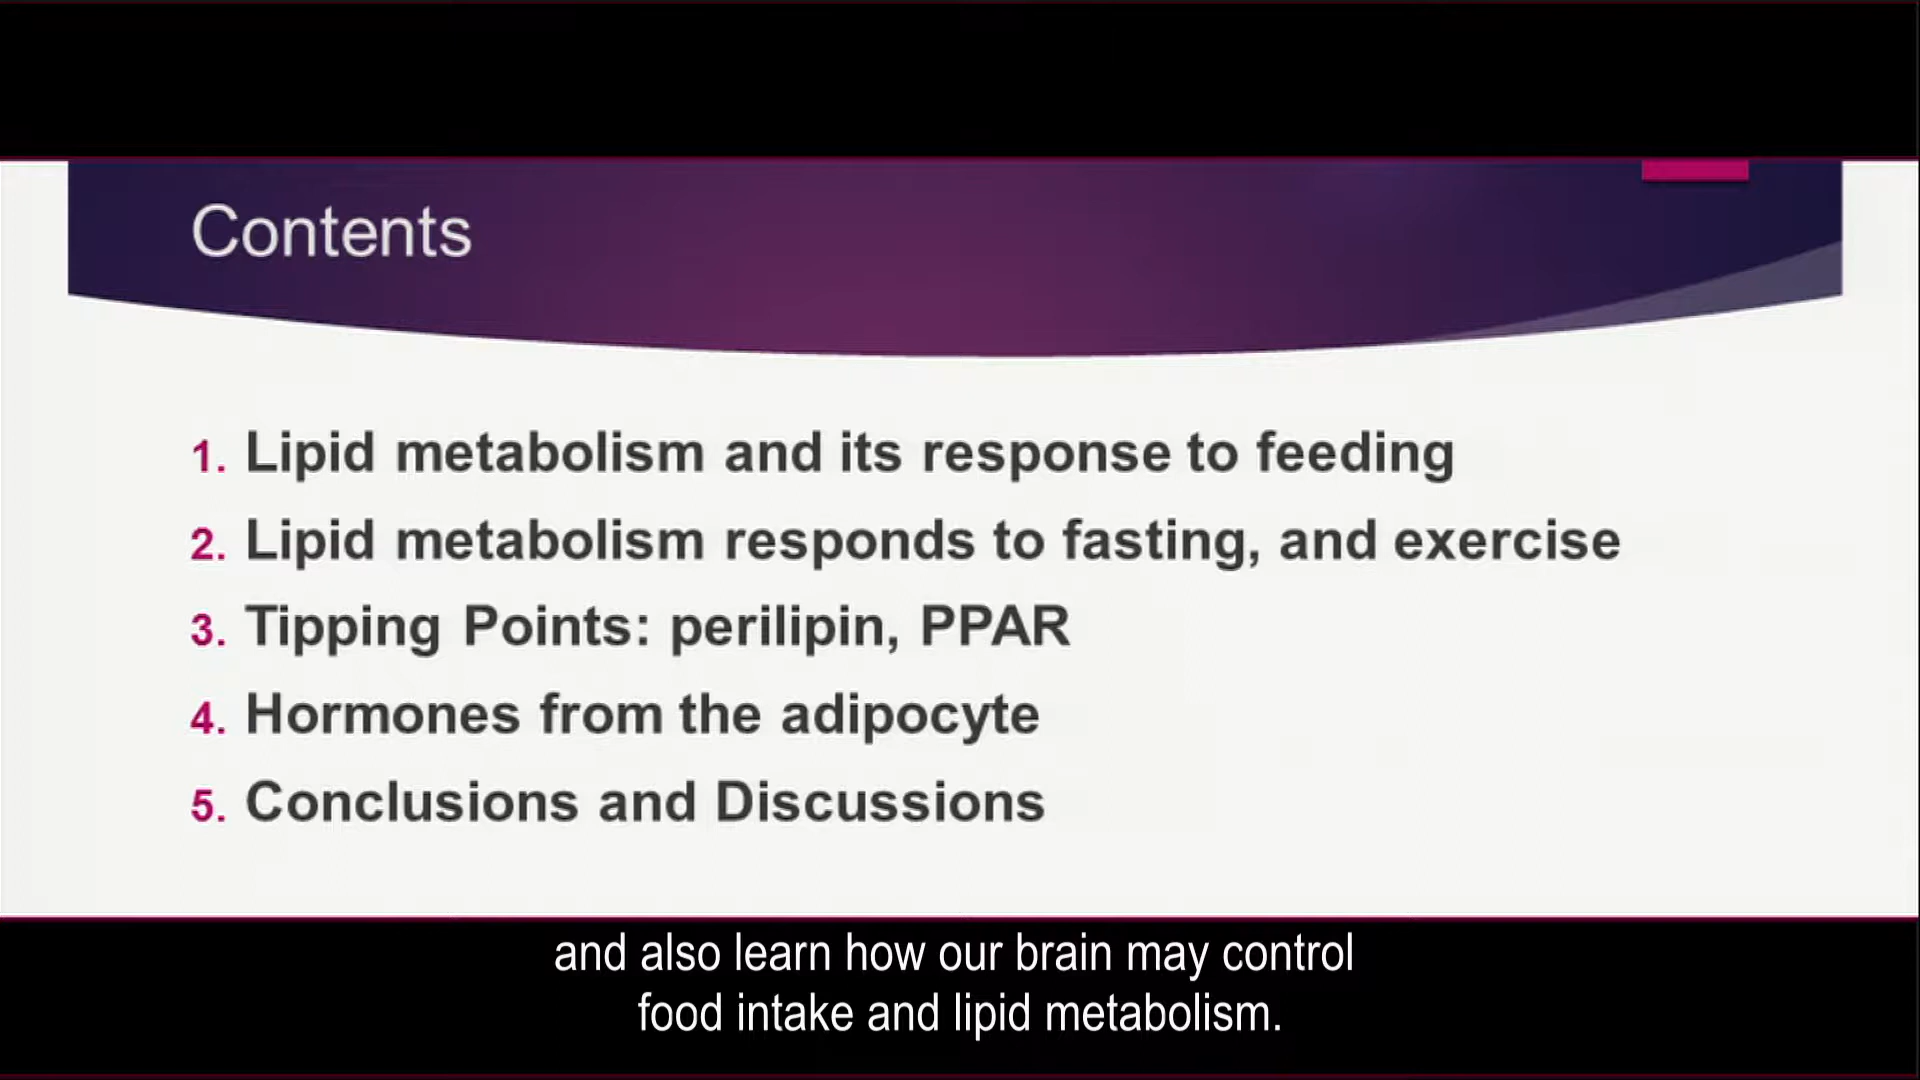 Contents
1. Lipid metabolism and its response to feeding
2. Lipid metabolism responds to fasting, and exercise
3. Tipping Points: perilipin, PPAR
4. Hormones from the adipocyte
5. Conclusions and Discussions
and also learn how our brain may control
food intake and lipid metabolism.